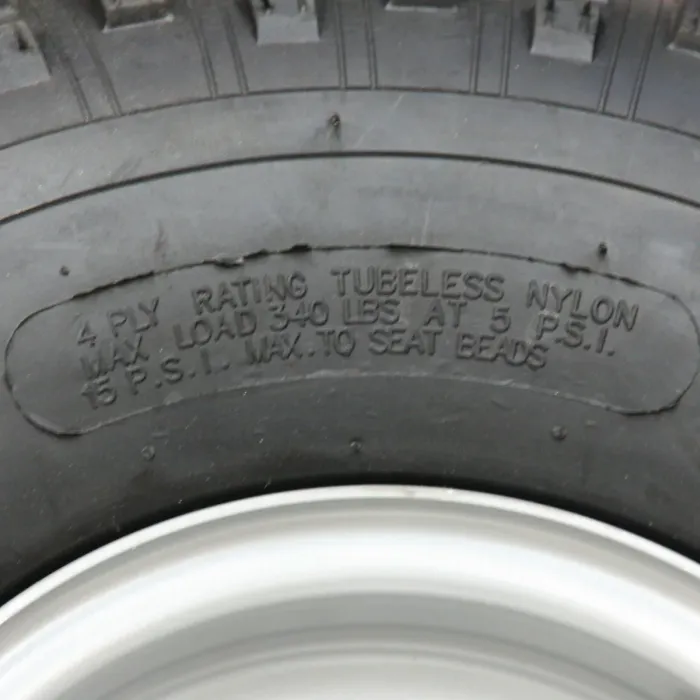 4 PLY RATING TUBELESS NYLON
MAX LOAD 340 LBS AT 5 P.S.I.
15 P.S.I. MAX. TO SEAT BEADS